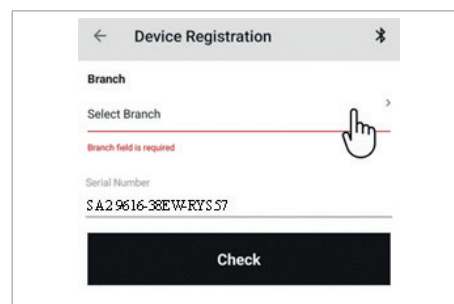 Device Registration
Branch
Select Branch
Branch field is required
Serial Number
SA29616-38EW-RYS57
Check